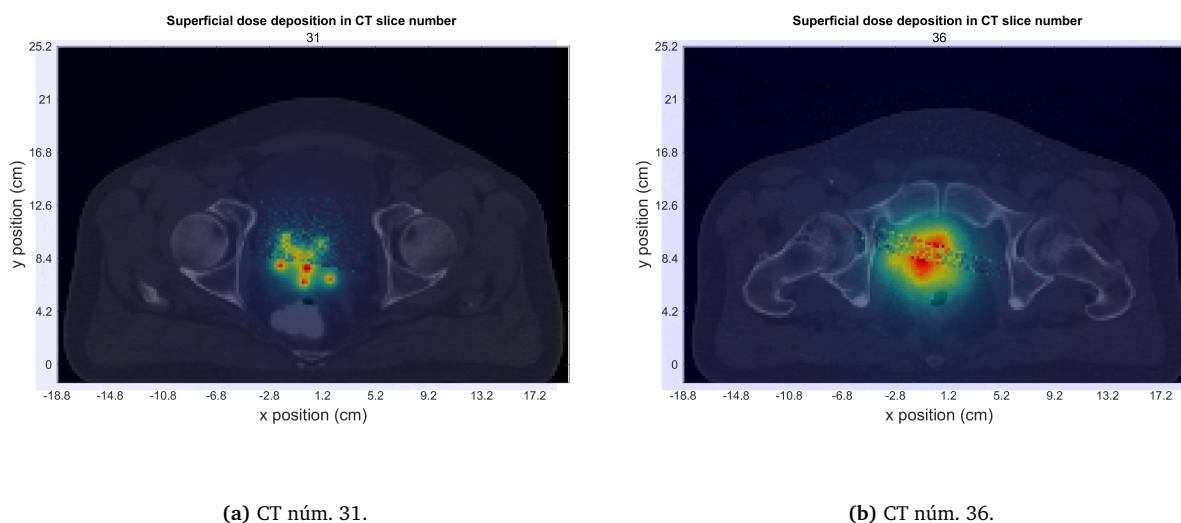 Superficial dose deposition in CT slice number
31
25.2
21
16.8
12.6
8.4
4.2
0
y position (cm)
-18.8 -14.8 -10.8 -6.8 -2.8 1.2 5.2 9.2 13.2 17.2
x position (cm)
(a) CT núm. 31.
Superficial dose deposition in CT slice number
36
25.2
21
16.8
12.6
8.4
4.2
0
y position (cm)
-18.8 -14.8 -10.8 -6.8 -2.8 1.2 5.2 9.2 13.2 17.2
x position (cm)
(b) CT núm. 36.